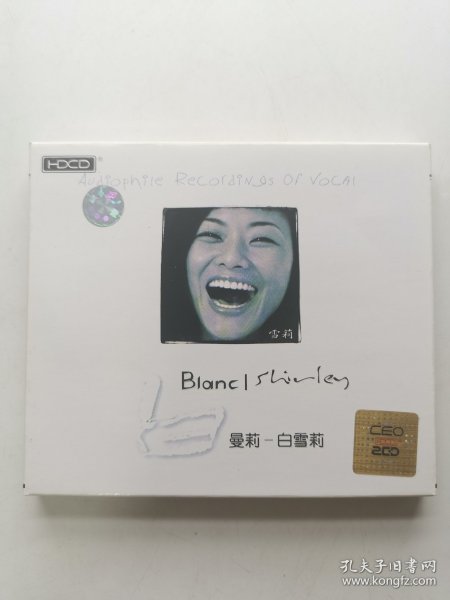 HDCD®
Audiophile Recordings Of Vocal
雪莉
Blanc | Shirley
曼莉-白雪莉
CEO
2CD
孔夫子旧书网
www.kongfz.com